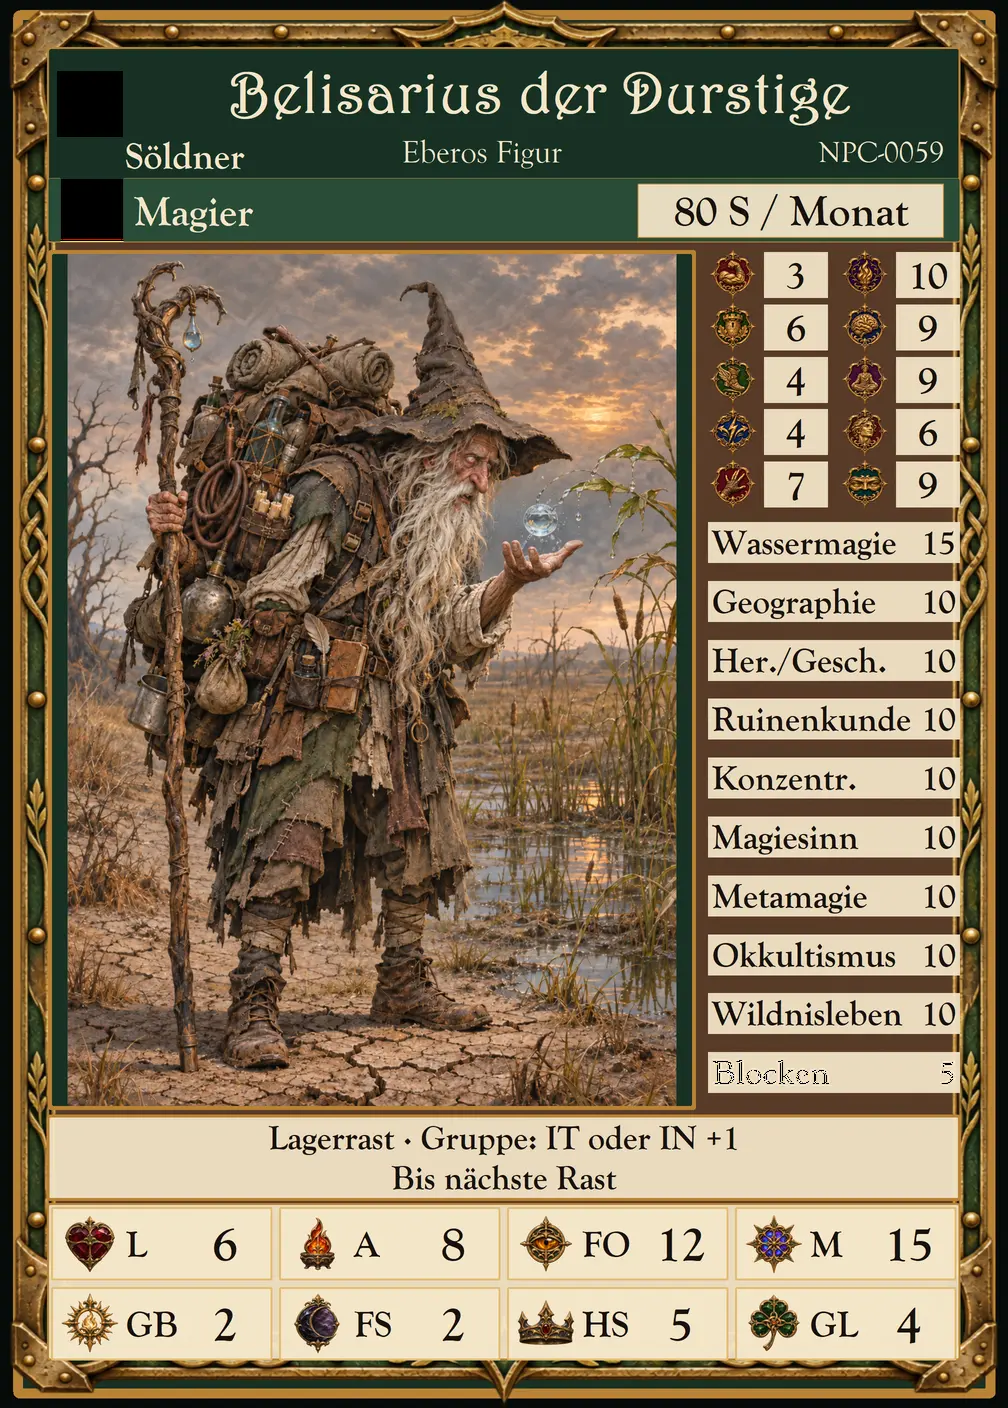 Belisarius der Durstige
Söldner Eberos Figur NPC-0059
Magier 80 S / Monat
3 10
6 9
4 9
4 6
7 9
Wassermagie 15
Geographie 10
Her./Gesch. 10
Ruinenkunde 10
Konzentr. 10
Magiesinn 10
Metamagie 10
Okkultismus 10
Wildnisleben 10
Blocken 5
Lagerrast · Gruppe: IT oder IN +1
Bis nächste Rast
L 6 A 8 FO 12 M 15
GB 2 FS 2 HS 5 GL 4